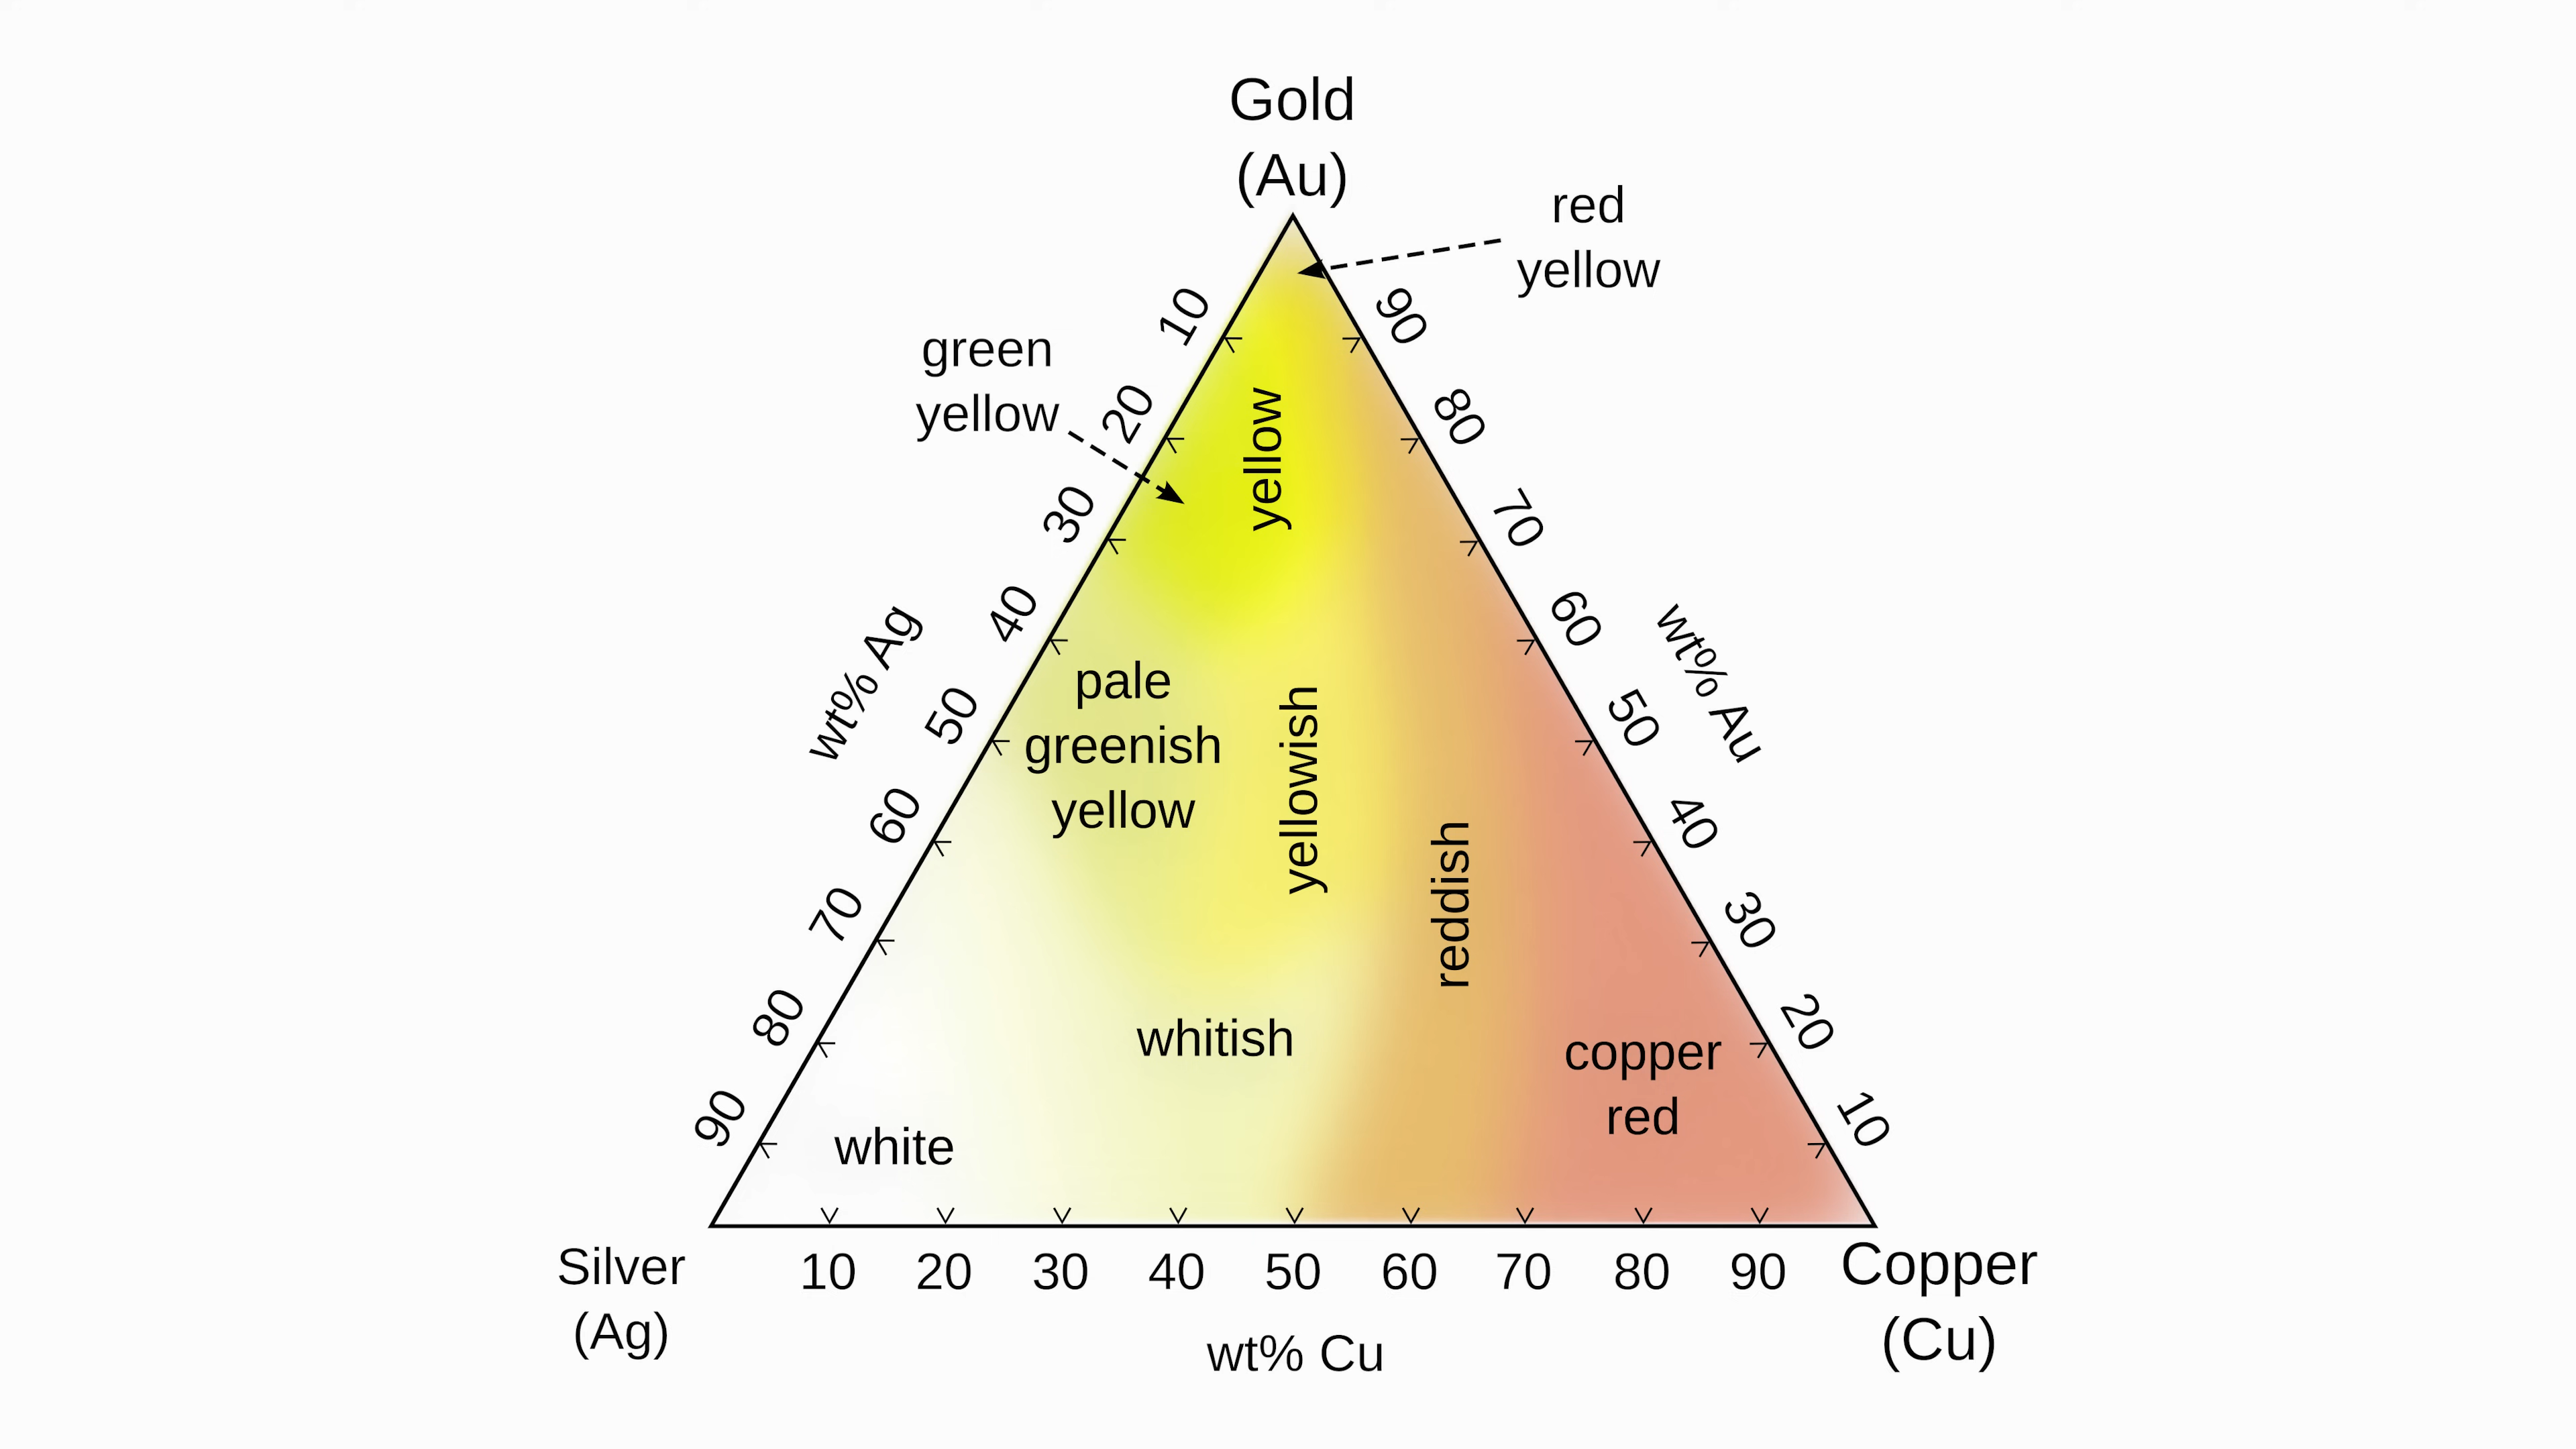 Gold
(Au)
red
yellow
green
yellow
10
20
30
40
50
60
70
80
90
wt% Ag
90
80
70
60
50
40
30
20
10
wt% Au
yellow
pale
greenish
yellow
yellowish
reddish
whitish
copper
red
white
Silver
(Ag)
10 20 30 40 50 60 70 80 90
Copper
(Cu)
wt% Cu